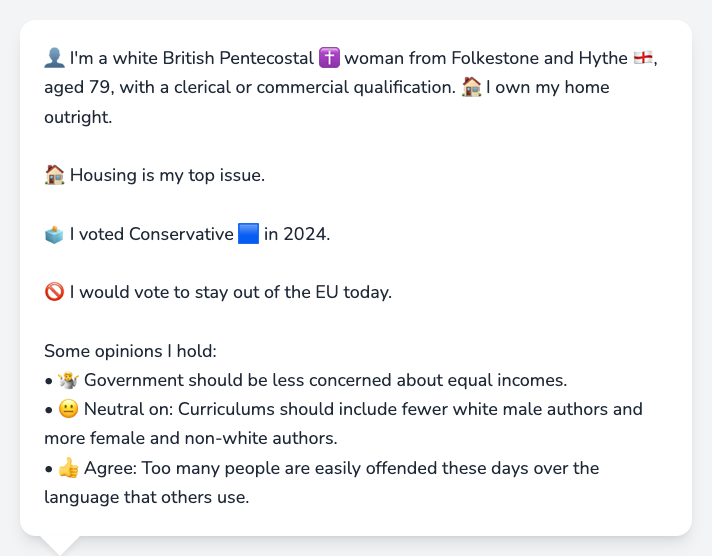 👤 I'm a white British Pentecostal ✝️ woman from Folkestone and Hythe 🏴󠁧󠁢󠁥󠁮󠁧󠁿,
aged 79, with a clerical or commercial qualification. 🏠 I own my home
outright.
🏠 Housing is my top issue.
🗳️ I voted Conservative 🟦 in 2024.
🚫 I would vote to stay out of the EU today.
Some opinions I hold:
• 🤷 Government should be less concerned about equal incomes.
• 😐 Neutral on: Curriculums should include fewer white male authors and
more female and non-white authors.
• 👍 Agree: Too many people are easily offended these days over the
language that others use.